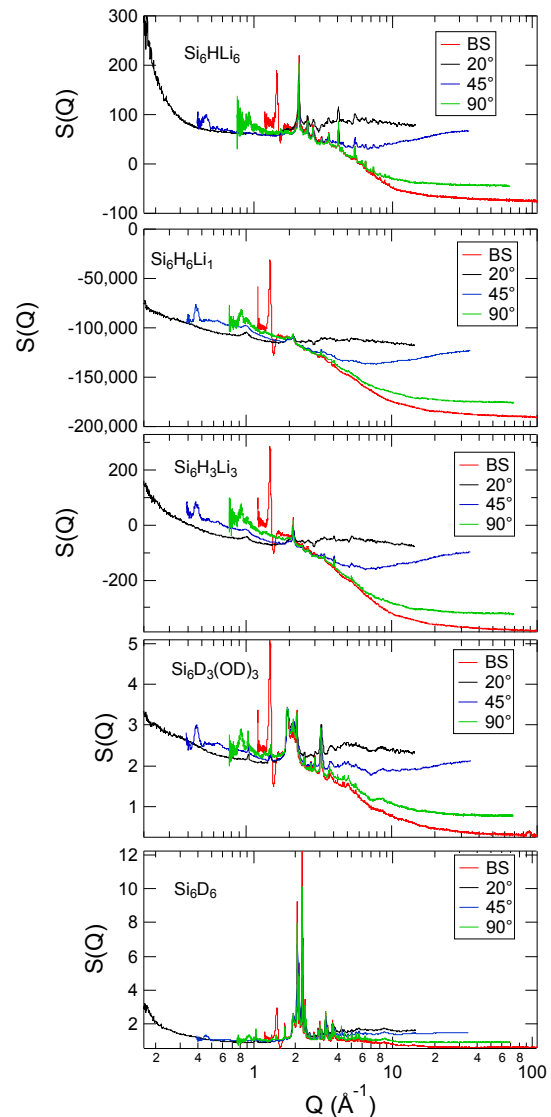 300
200
100
0
-100
S(Q)
Si₆HLi₆
BS
20°
45°
90°
0
-50,000
-100,000
-150,000
-200,000
S(Q)
Si₆H₆Li₁
BS
20°
45°
90°
200
0
-200
S(Q)
Si₆H₃Li₃
BS
20°
45°
90°
5
4
3
2
1
S(Q)
Si₆D₃(OD)₃
BS
20°
45°
90°
12
10
8
6
4
2
S(Q)
Si₆D₆
BS
20°
45°
90°
2 4 6 8 1 2 4 6 8 10 2 4 6 8 100
Q (Å⁻¹)